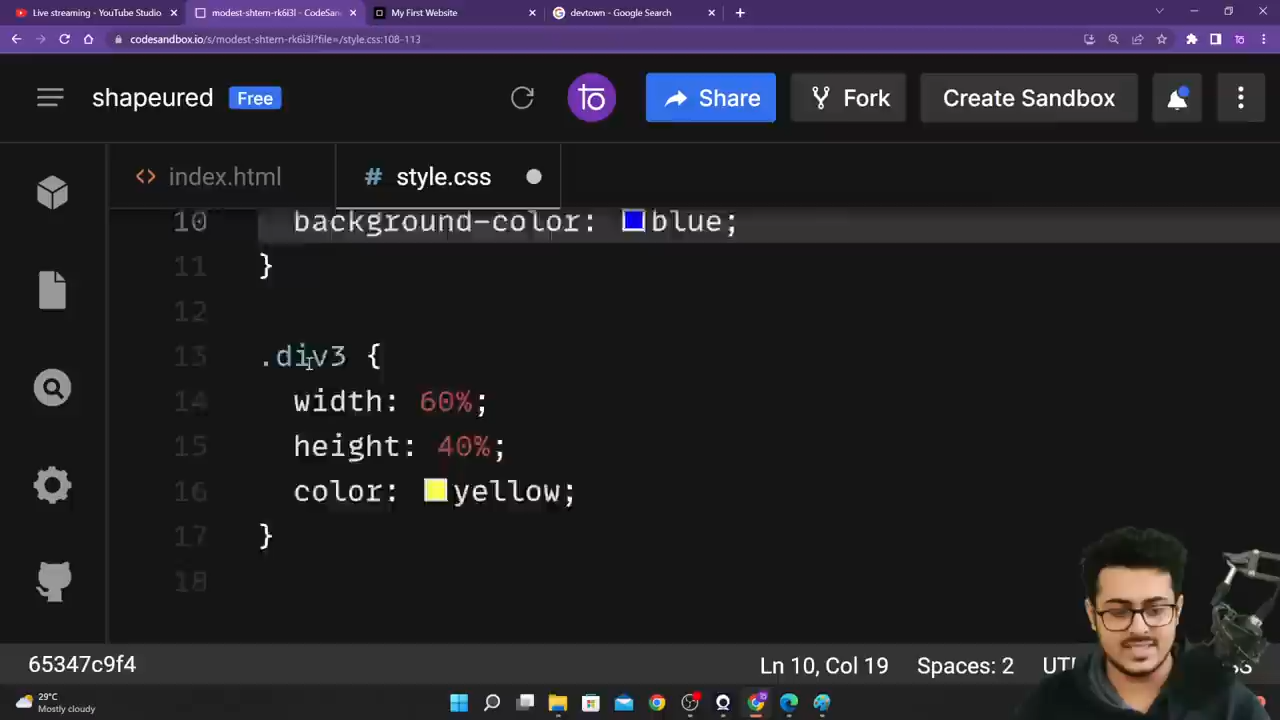 Live streaming - YouTube Studio
modest-shtern-rk6i3l - CodeSan
My First Website
devtown - Google Search
codesandbox.io/s/modest-shtern-rk6i3l?file=/style.css:108-113
shapeured Free
to Share Fork Create Sandbox
<> index.html # style.css
10 background-color: blue;
11 }
12
13 .div3 {
14 width: 60%;
15 height: 40%;
16 color: yellow;
17 }
18
65347c9f4 Ln 10, Col 19 Spaces: 2
29°C
Mostly cloudy